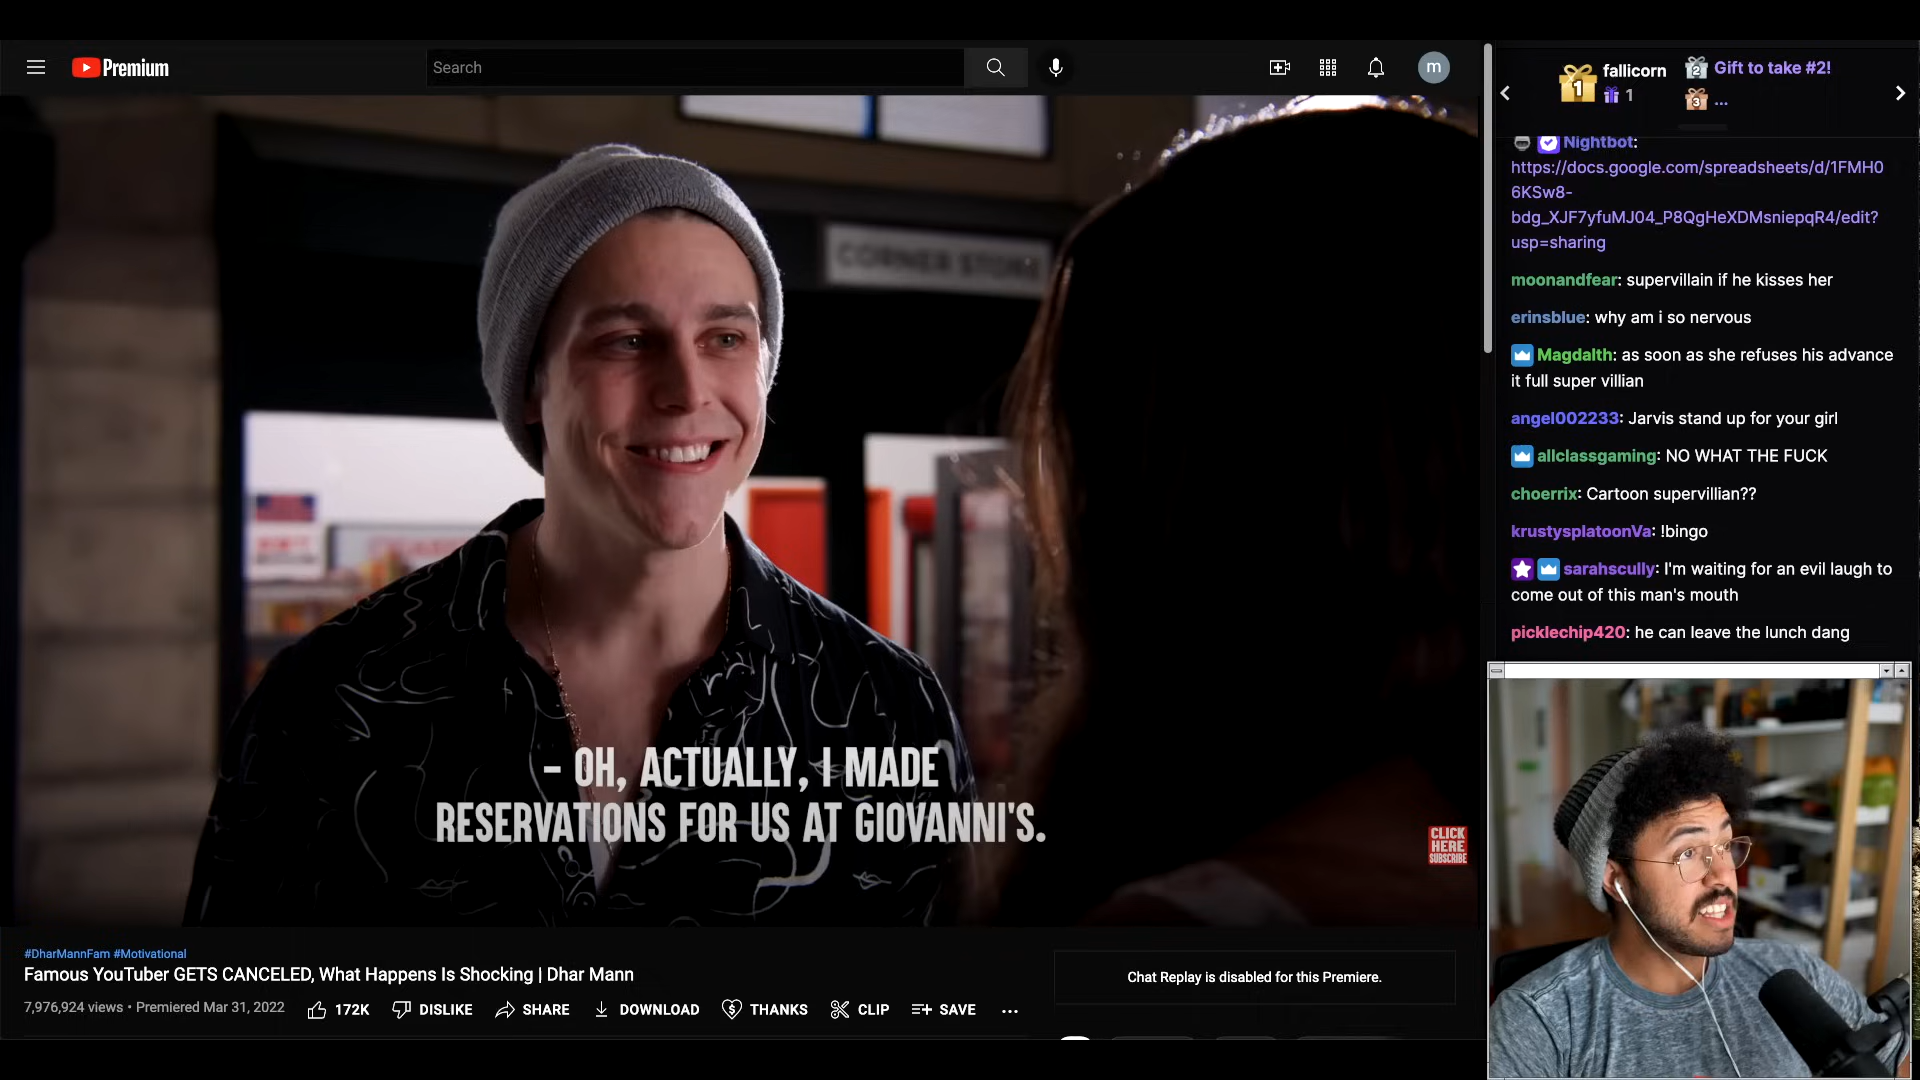 Premium
Search
m
1
fallicorn
1
2 Gift to take #2!
3 ...
Nightbot:
https://docs.google.com/spreadsheets/d/1FMH0
6KSw8-
bdg_XJF7yfuMJ04_P8QgHeXDMsniepqR4/edit?
usp=sharing
moonandfear: supervillain if he kisses her
erinsblue: why am i so nervous
Magdalth: as soon as she refuses his advance
it full super villian
angel002233: Jarvis stand up for your girl
allclassgaming: NO WHAT THE FUCK
choerrix: Cartoon supervillian??
krustysplatoonVa: !bingo
sarahscully: I'm waiting for an evil laugh to
come out of this man's mouth
picklechip420: he can leave the lunch dang
CORNER STORE
- OH, ACTUALLY, I MADE
RESERVATIONS FOR US AT GIOVANNI'S.
CLICK
HERE
SUBSCRIBE
#DharMannFam #Motivational
Famous YouTuber GETS CANCELED, What Happens Is Shocking | Dhar Mann
7,976,924 views • Premiered Mar 31, 2022
172K
DISLIKE
SHARE
DOWNLOAD
THANKS
CLIP
SAVE
...
Chat Replay is disabled for this Premiere.